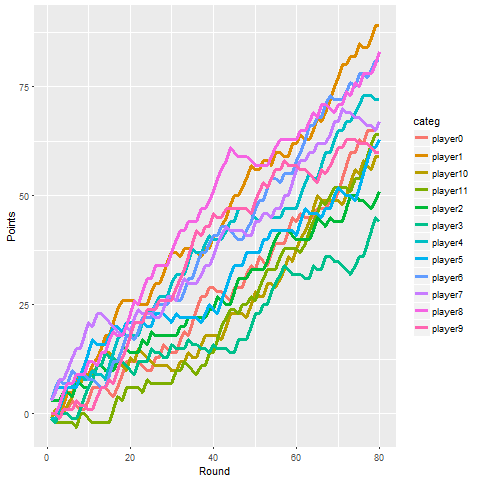 75
50
25
0
Points
0
20
40
60
80
Round
categ
player0
player1
player10
player11
player2
player3
player4
player5
player6
player7
player8
player9